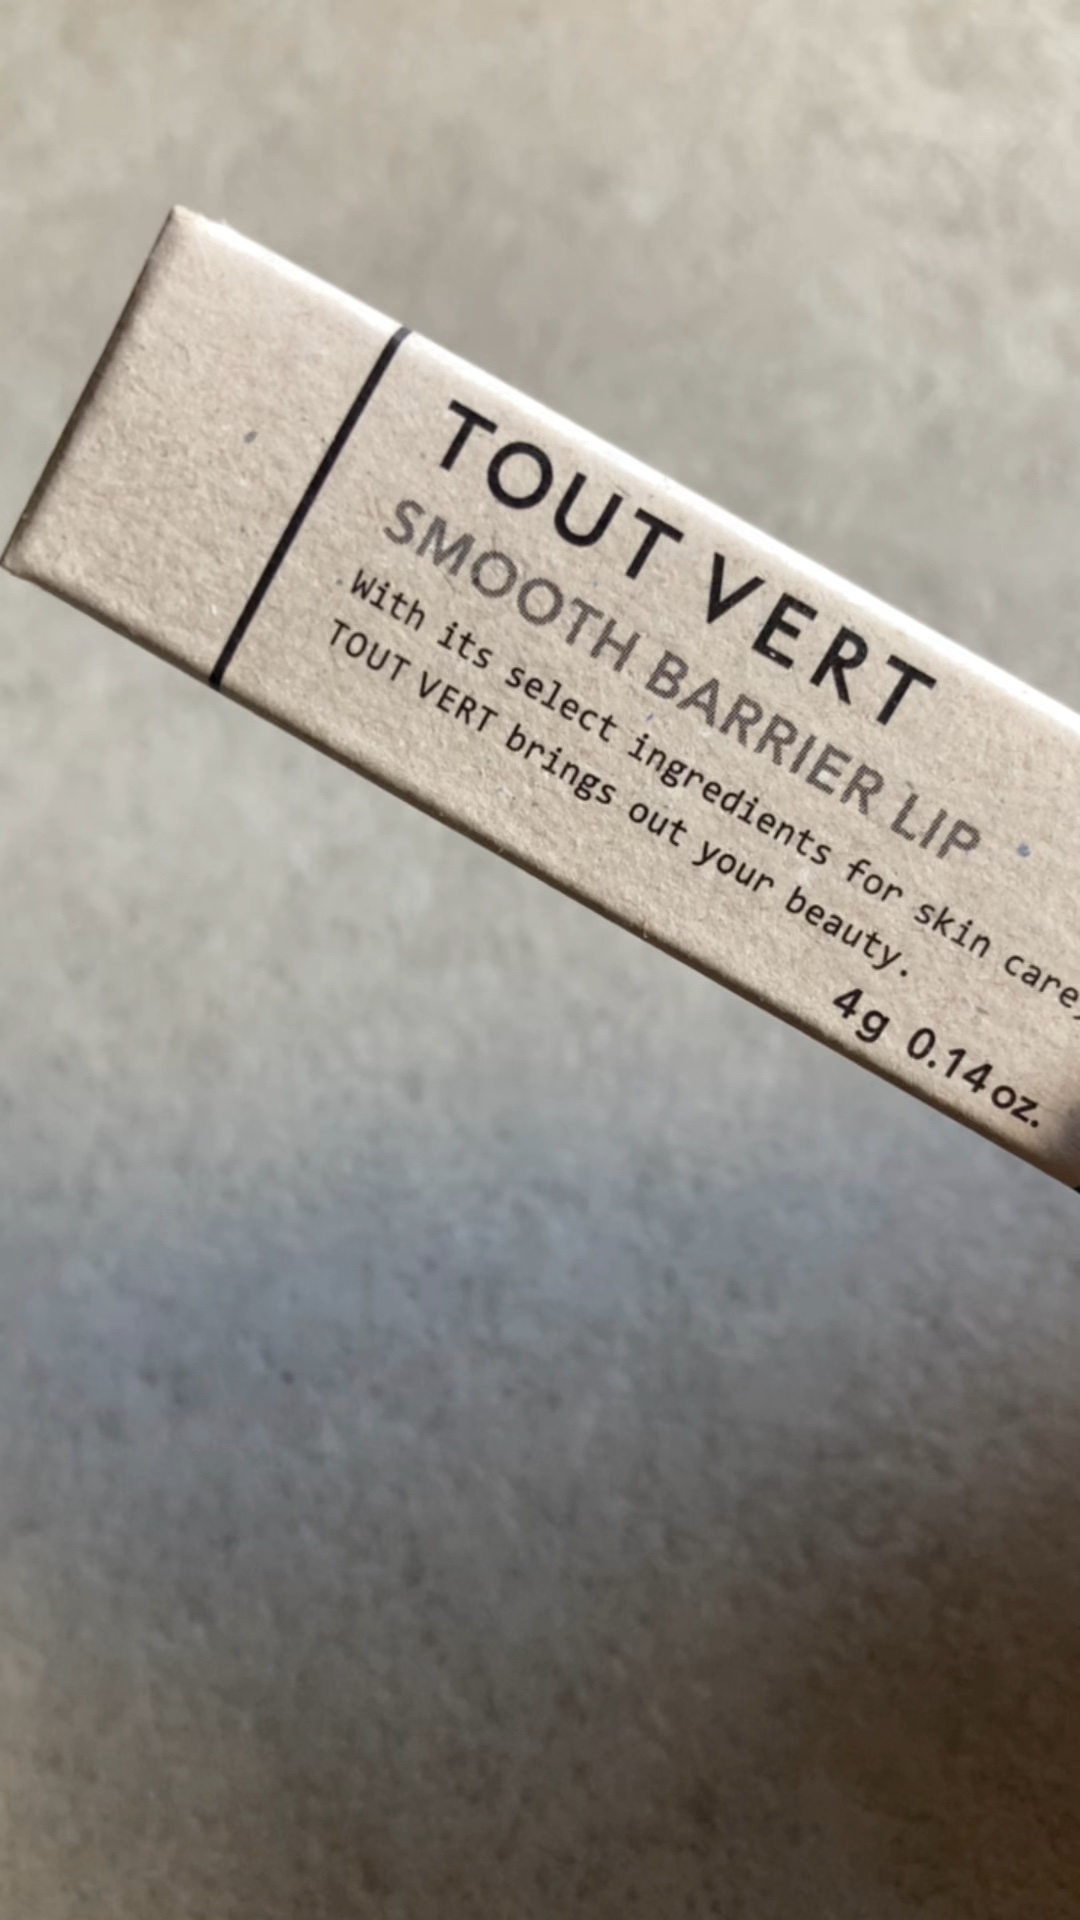 TOUT VERT
SMOOTH BARRIER LIP
With its select ingredients for skin care,
TOUT VERT brings out your beauty.
4g 0.14oz.